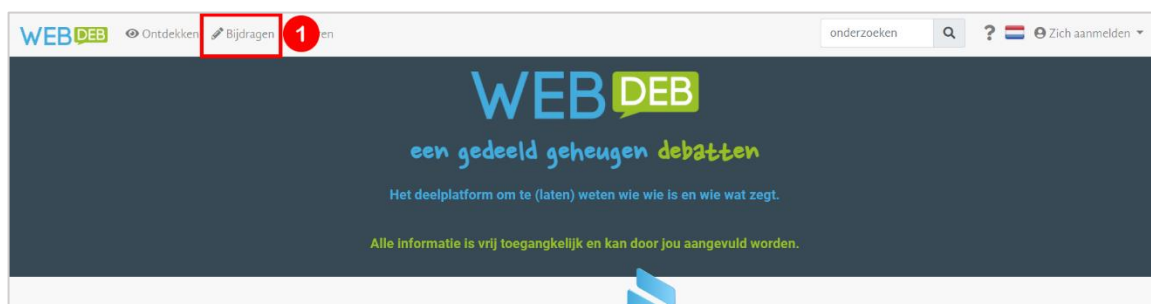 WEBDEB Ontdekken Bijdragen 1 en onderzoeken ? Zich aanmelden
WEBDEB
een gedeeld geheugen debatten
Het deelplatform om te (laten) weten wie wie is en wie wat zegt.
Alle informatie is vrij toegangkelijk en kan door jou aangevuld worden.